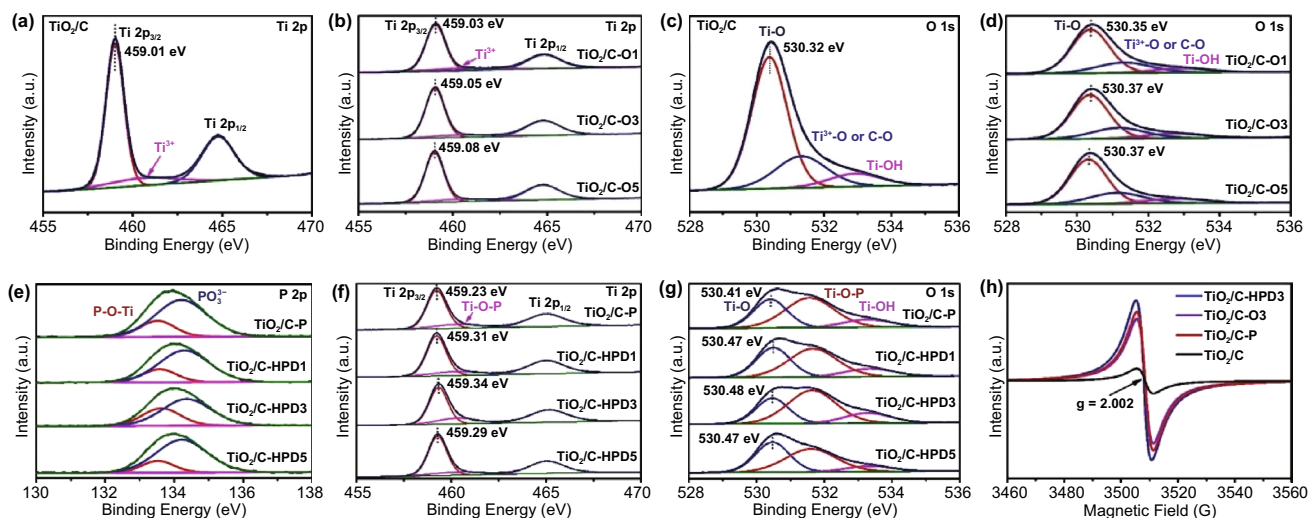 (a)
TiO₂/C
Ti 2p₃/₂
459.01 eV
Ti 2p
Ti³⁺
Ti 2p₁/₂
Intensity (a.u.)
455 460 465 470
Binding Energy (eV)
(b)
Ti 2p₃/₂
459.03 eV
Ti 2p
Ti³⁺
Ti 2p₁/₂
TiO₂/C-O1
459.05 eV
TiO₂/C-O3
459.08 eV
TiO₂/C-O5
Intensity (a.u.)
455 460 465 470
Binding Energy (eV)
(c)
Ti-O
530.32 eV
O 1s
Ti³⁺-O or C-O
Ti-OH
Intensity (a.u.)
528 530 532 534 536
Binding Energy (eV)
(d)
Ti-O
530.35 eV
O 1s
Ti³⁺-O or C-O
Ti-OH
TiO₂/C-O1
530.37 eV
TiO₂/C-O3
530.37 eV
TiO₂/C-O5
Intensity (a.u.)
528 530 532 534 536
Binding Energy (eV)
(e)
P-O-Ti
PO₃³⁻
P 2p
TiO₂/C-P
TiO₂/C-HPD1
TiO₂/C-HPD3
TiO₂/C-HPD5
Intensity (a.u.)
130 132 134 136 138
Binding Energy (eV)
(f)
Ti 2p₃/₂
459.23 eV
Ti 2p
Ti-O-P
Ti 2p₁/₂
TiO₂/C-P
459.31 eV
TiO₂/C-HPD1
459.34 eV
TiO₂/C-HPD3
459.29 eV
TiO₂/C-HPD5
Intensity (a.u.)
455 460 465 470
Binding Energy (eV)
(g)
530.41 eV
O 1s
Ti-O
Ti-O-P
Ti-OH
TiO₂/C-P
530.47 eV
TiO₂/C-HPD1
530.48 eV
TiO₂/C-HPD3
530.47 eV
TiO₂/C-HPD5
Intensity (a.u.)
528 530 532 534 536
Binding Energy (eV)
(h)
TiO₂/C-HPD3
TiO₂/C-O3
TiO₂/C-P
TiO₂/C
g = 2.002
Intensity (a.u.)
3460 3480 3500 3520 3540 3560
Magnetic Field (G)